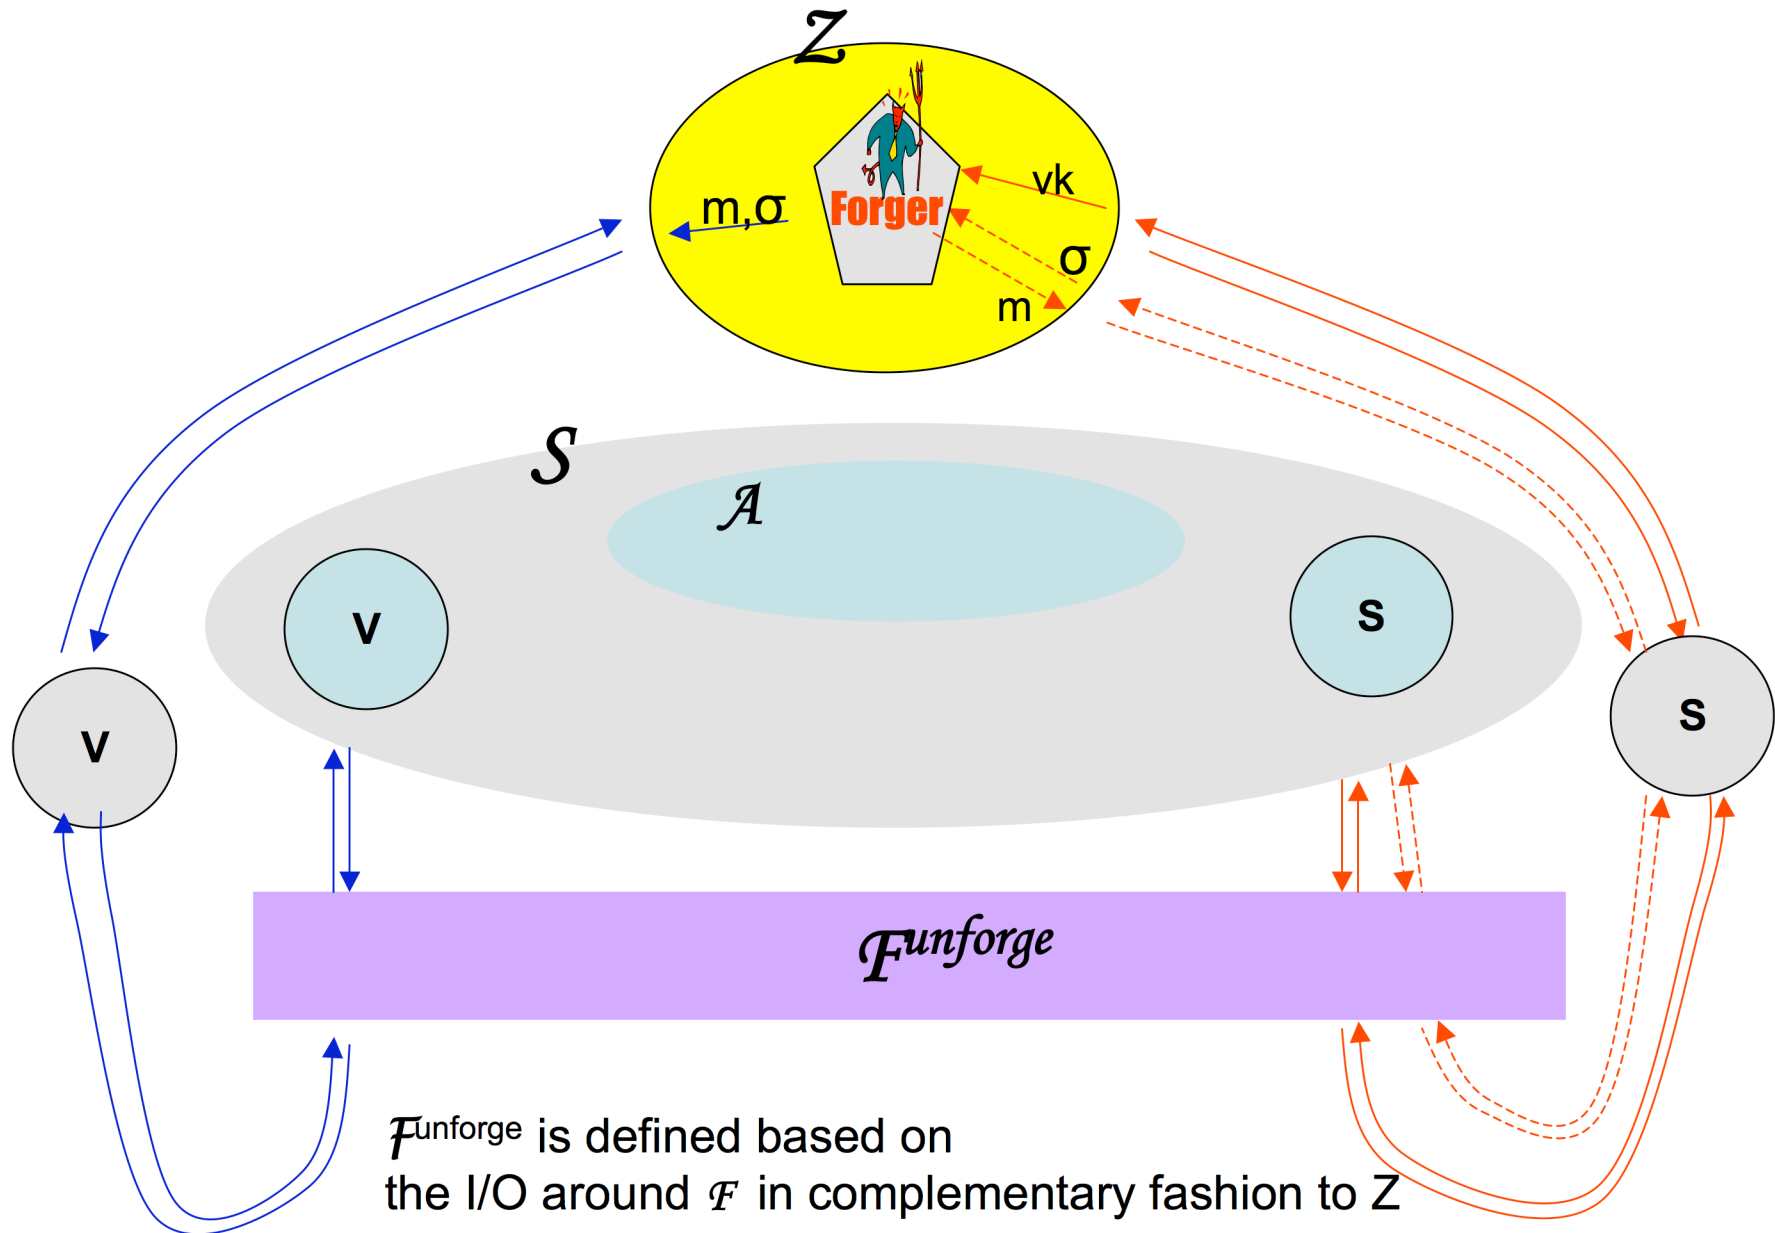 𝒵
vk
m,σ
Forger
σ
m
𝒮
𝒜
V
S
V
S
ℱunforge
ℱunforge is defined based on
the I/O around ℱ in complementary fashion to Z